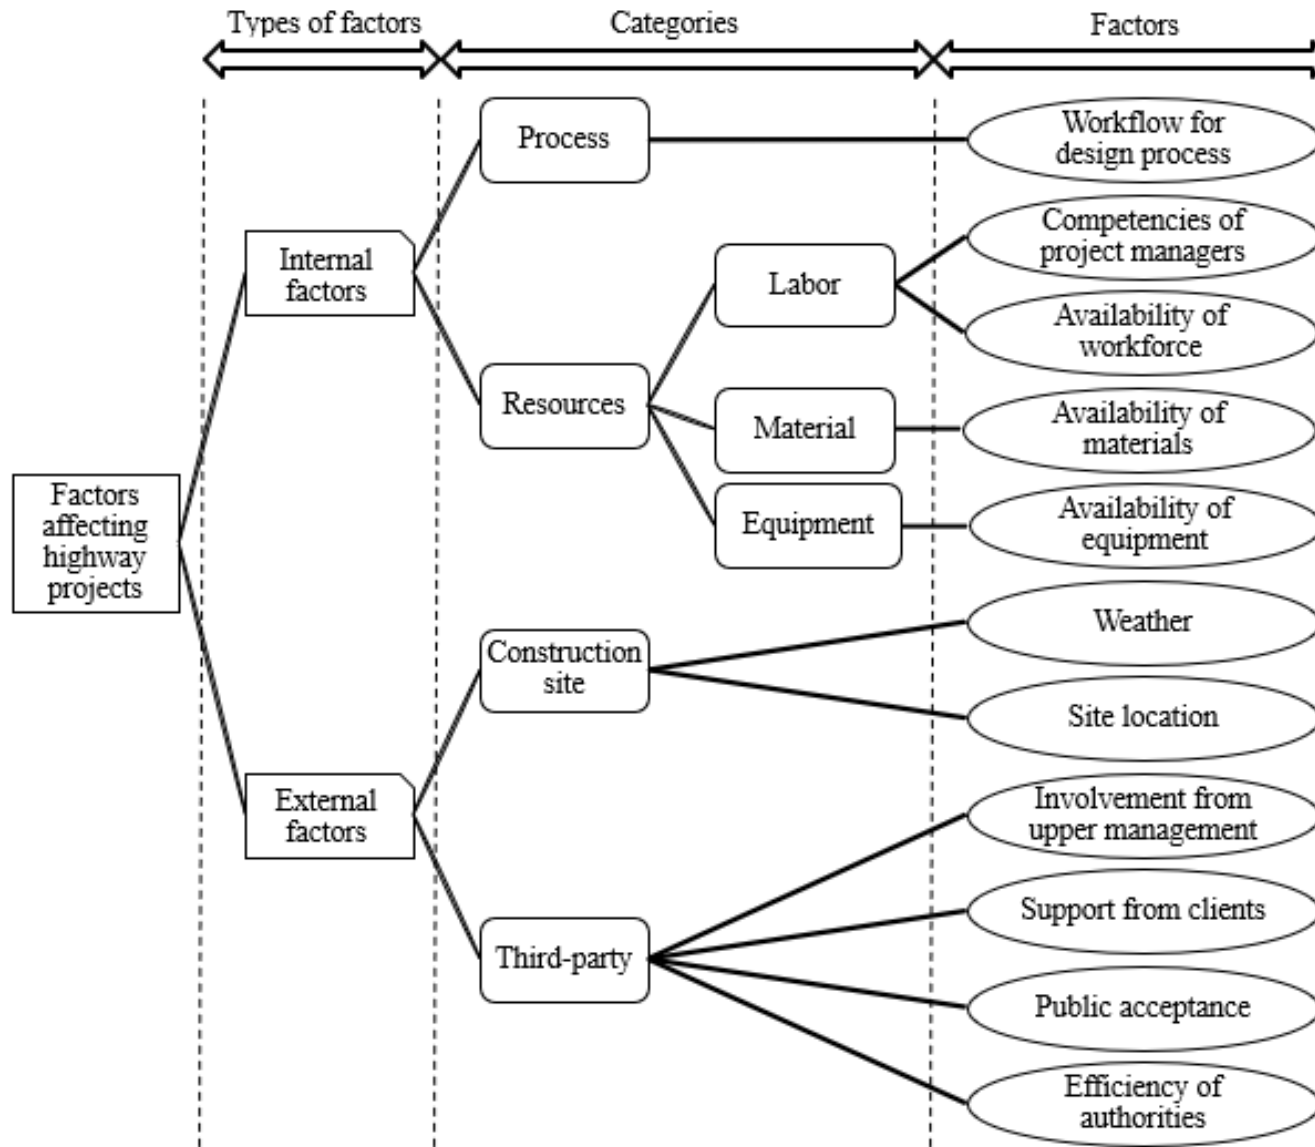 Types of factors
Categories
Factors
Process
Workflow for
design process
Internal
factors
Labor
Competencies of
project managers
Availability of
workforce
Resources
Material
Availability of
materials
Equipment
Availability of
equipment
Factors
affecting
highway
projects
Construction
site
Weather
Site location
External
factors
Involvement from
upper management
Third-party
Support from clients
Public acceptance
Efficiency of
authorities